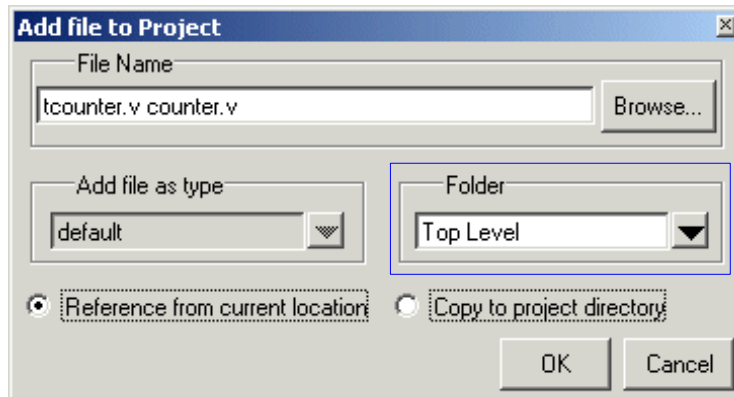 Add file to Project
File Name
tcounter.v counter.v
Browse...
Add file as type
Folder
default
Top Level
Reference from current location
Copy to project directory
OK
Cancel